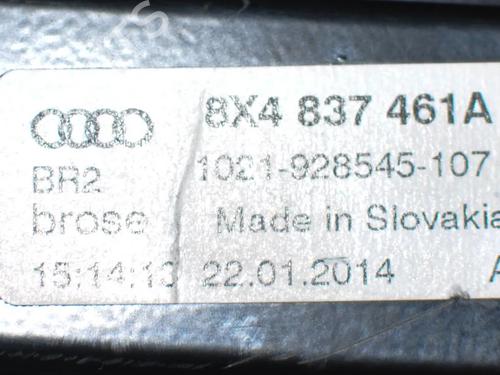 8X4 837 461A
BR2 1021-928545-107
brose Made in Slovakia
15:14:13 22.01.2014 A